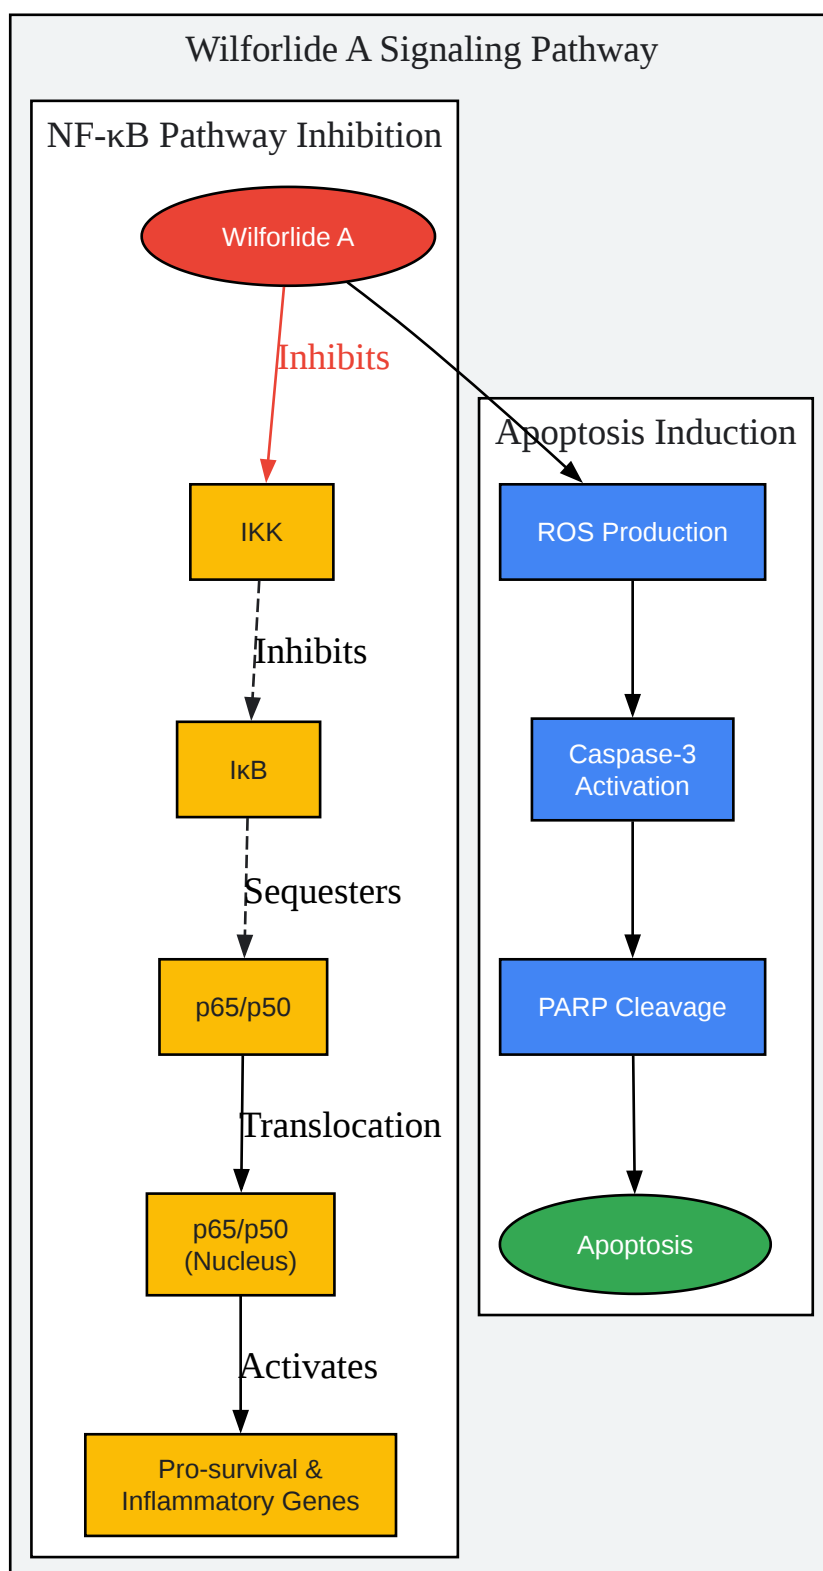 Wilforlide A Signaling Pathway
NF-κB Pathway Inhibition
Wilforlide A
Inhibits
IKK
Inhibits
IκB
Sequesters
p65/p50
Translocation
p65/p50
(Nucleus)
Activates
Pro-survival &
Inflammatory Genes
Apoptosis Induction
ROS Production
Caspase-3
Activation
PARP Cleavage
Apoptosis